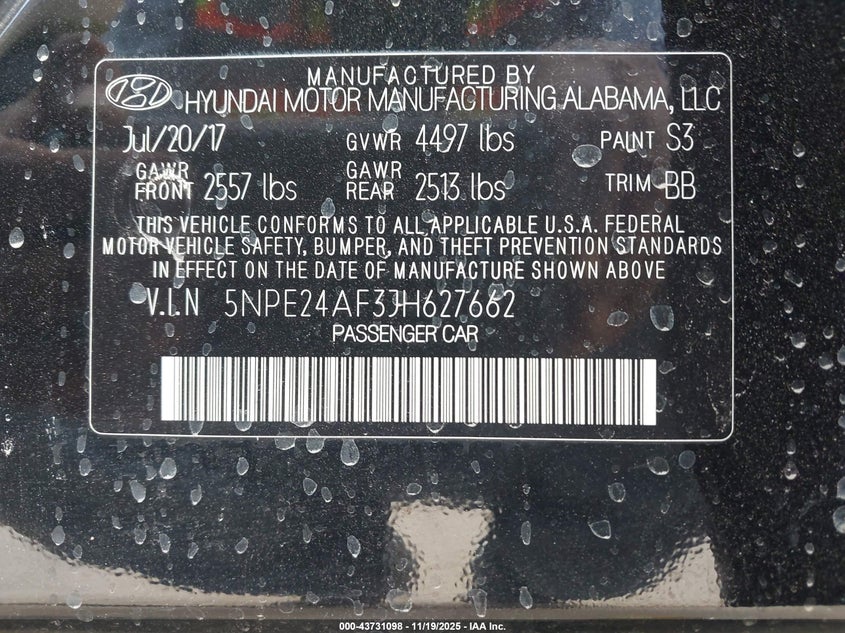 MANUFACTURED BY
HYUNDAI MOTOR MANUFACTURING ALABAMA, LLC
Jul/20/17 GVWR 4497 lbs PAINT S3
GAWR FRONT 2557 lbs GAWR REAR 2513 lbs TRIM BB
THIS VEHICLE CONFORMS TO ALL APPLICABLE U.S.A. FEDERAL
MOTOR VEHICLE SAFETY, BUMPER, AND THEFT PREVENTION STANDARDS
IN EFFECT ON THE DATE OF MANUFACTURE SHOWN ABOVE
V.I.N 5NPE24AF3JH627662
PASSENGER CAR
000-43731098 - 11/19/2025 - IAA Inc.